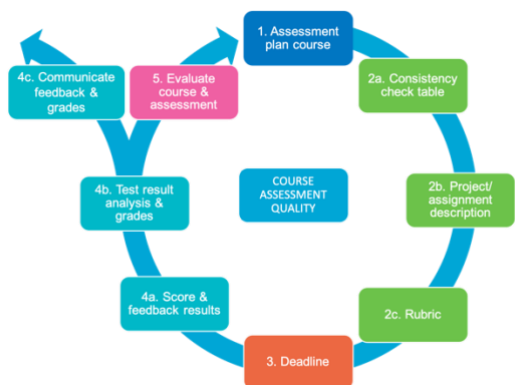 1. Assessment
plan course
2a. Consistency
check table
2b. Project/
assignment
description
2c. Rubric
3. Deadline
4a. Score &
feedback results
4b. Test result
analysis &
grades
4c. Communicate
feedback &
grades
5. Evaluate
course &
assessment
COURSE
ASSESSMENT
QUALITY